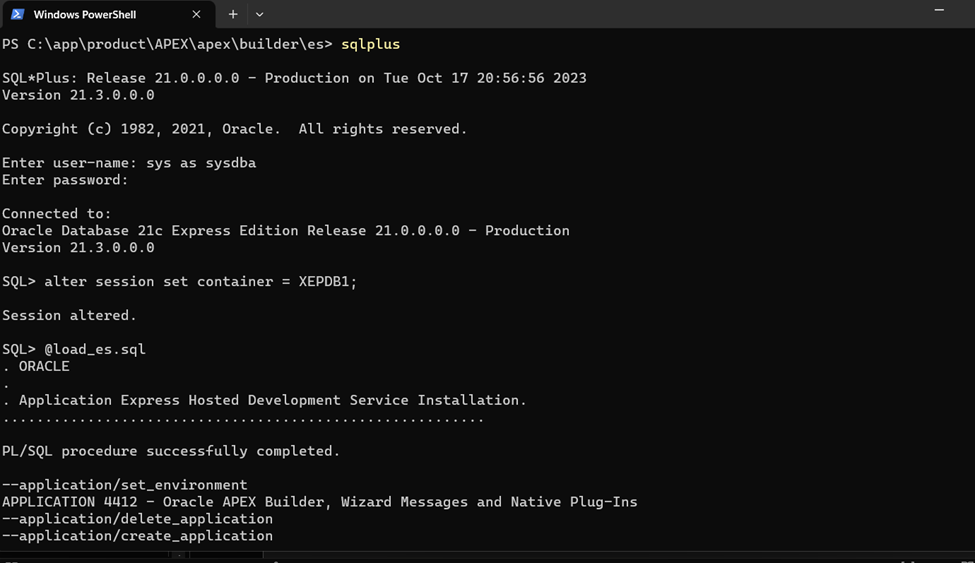 Windows PowerShell
PS C:\app\product\APEX\apex\builder\es> sqlplus
SQL*Plus: Release 21.0.0.0.0 - Production on Tue Oct 17 20:56:56 2023
Version 21.3.0.0.0
Copyright (c) 1982, 2021, Oracle.  All rights reserved.
Enter user-name: sys as sysdba
Enter password:
Connected to:
Oracle Database 21c Express Edition Release 21.0.0.0.0 - Production
Version 21.3.0.0.0
SQL> alter session set container = XEPDB1;
Session altered.
SQL> @load_es.sql
. ORACLE
.
. Application Express Hosted Development Service Installation.
.........................................................
PL/SQL procedure successfully completed.
--application/set_environment
APPLICATION 4412 - Oracle APEX Builder, Wizard Messages and Native Plug-Ins
--application/delete_application
--application/create_application